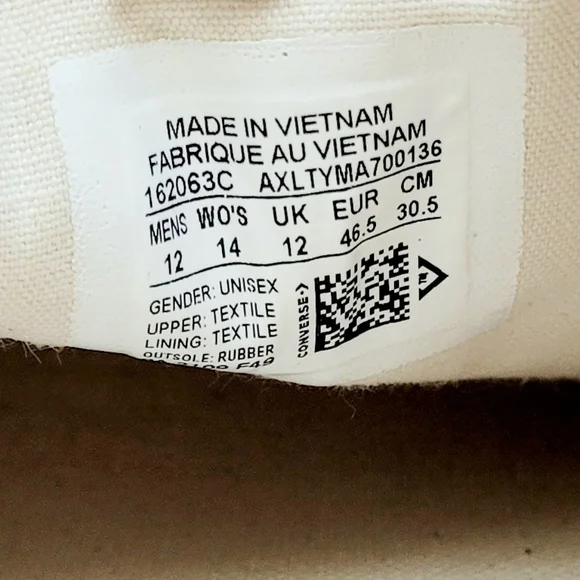 MADE IN VIETNAM
FABRIQUE AU VIETNAM
162063C AXLTYMA700136
MENS WO'S UK EUR CM
12 14 12 46.5 30.5
GENDER: UNISEX
UPPER: TEXTILE
LINING: TEXTILE
OUTSOLE: RUBBER
CONVERSE